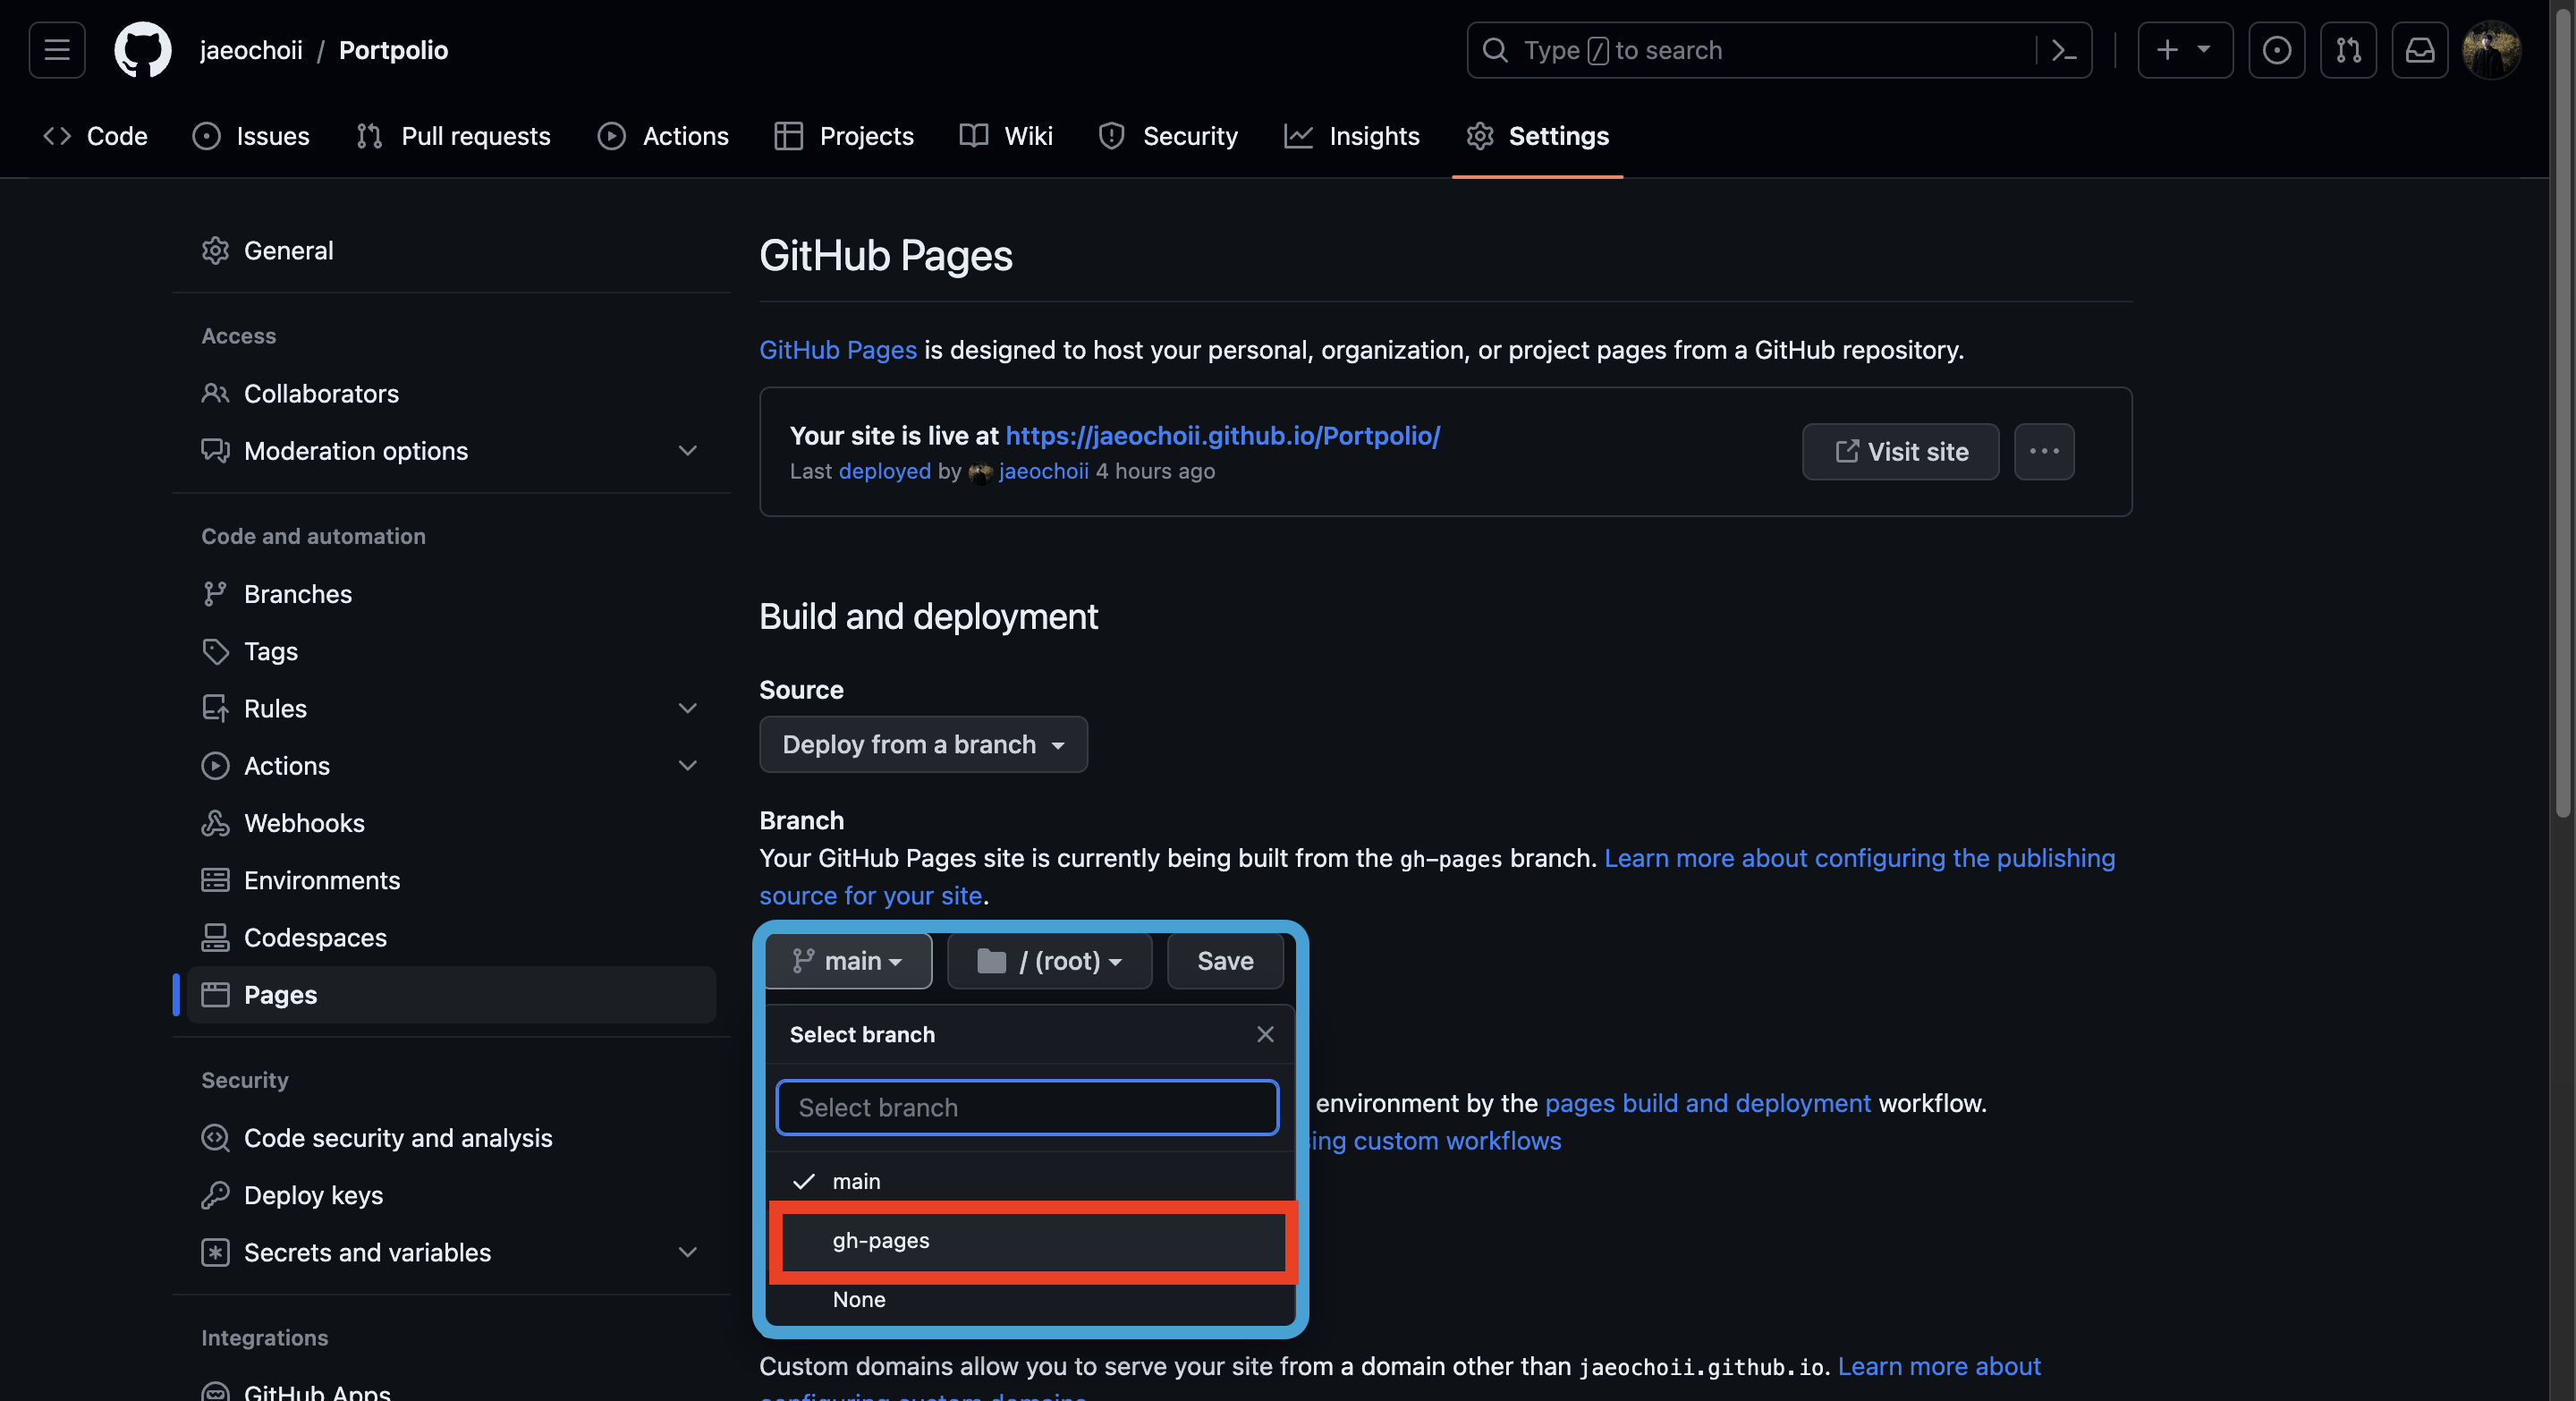 jaeochoii / Portpolio
Type / to search
Code
Issues
Pull requests
Actions
Projects
Wiki
Security
Insights
Settings
General
Access
Collaborators
Moderation options
Code and automation
Branches
Tags
Rules
Actions
Webhooks
Environments
Codespaces
Pages
Security
Code security and analysis
Deploy keys
Secrets and variables
Integrations
GitHub Apps
GitHub Pages
GitHub Pages is designed to host your personal, organization, or project pages from a GitHub repository.
Your site is live at https://jaeochoii.github.io/Portpolio/
Last deployed by jaeochoii 4 hours ago
Visit site
Build and deployment
Source
Deploy from a branch
Branch
Your GitHub Pages site is currently being built from the gh-pages branch. Learn more about configuring the publishing
source for your site.
main
/ (root)
Save
Select branch
Select branch
environment by the pages build and deployment workflow.
custom workflows
main
gh-pages
None
Custom domains allow you to serve your site from a domain other than jaeochoii.github.io. Learn more about
configuring custom domains